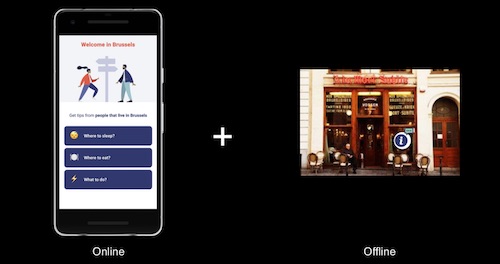 Welcome in Brussels
Get tips from people that live in Brussels
Where to sleep?
Where to eat?
What to do?
+
Online
Offline